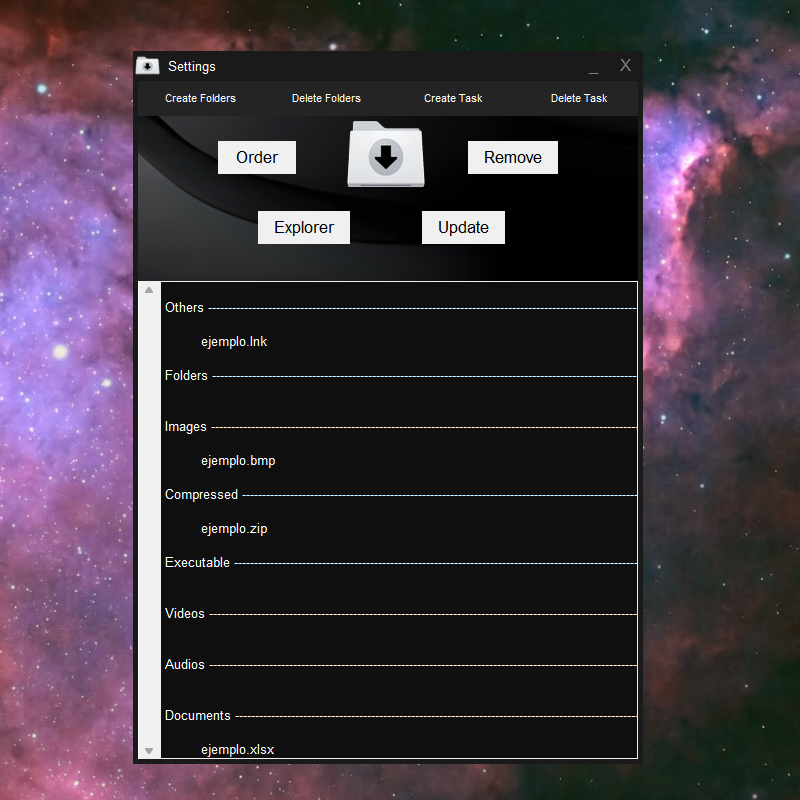 Settings _ X
Create Folders Delete Folders Create Task Delete Task
Order Remove
Explorer Update
Others ------------------------------------------------------------
ejemplo.lnk
Folders ------------------------------------------------------------
Images ------------------------------------------------------------
ejemplo.bmp
Compressed ------------------------------------------------------------
ejemplo.zip
Executable ------------------------------------------------------------
Videos ------------------------------------------------------------
Audios ------------------------------------------------------------
Documents ------------------------------------------------------------
ejemplo.xlsx